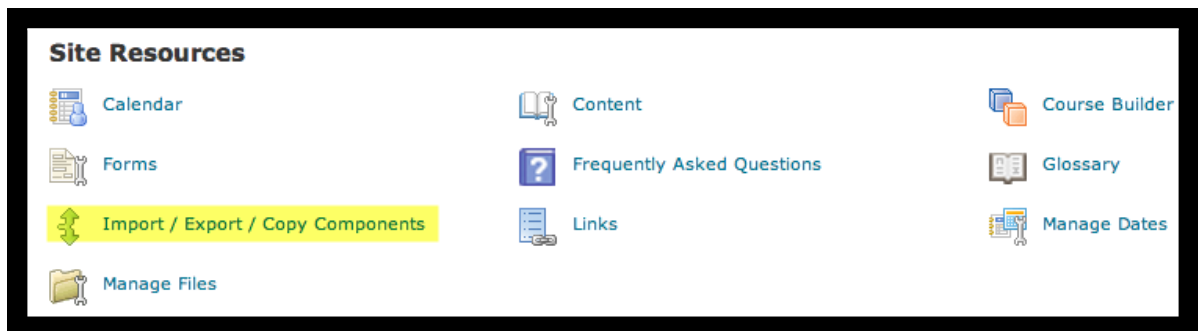 Site Resources
Calendar
Content
Course Builder
Forms
Frequently Asked Questions
Glossary
Import / Export / Copy Components
Links
Manage Dates
Manage Files